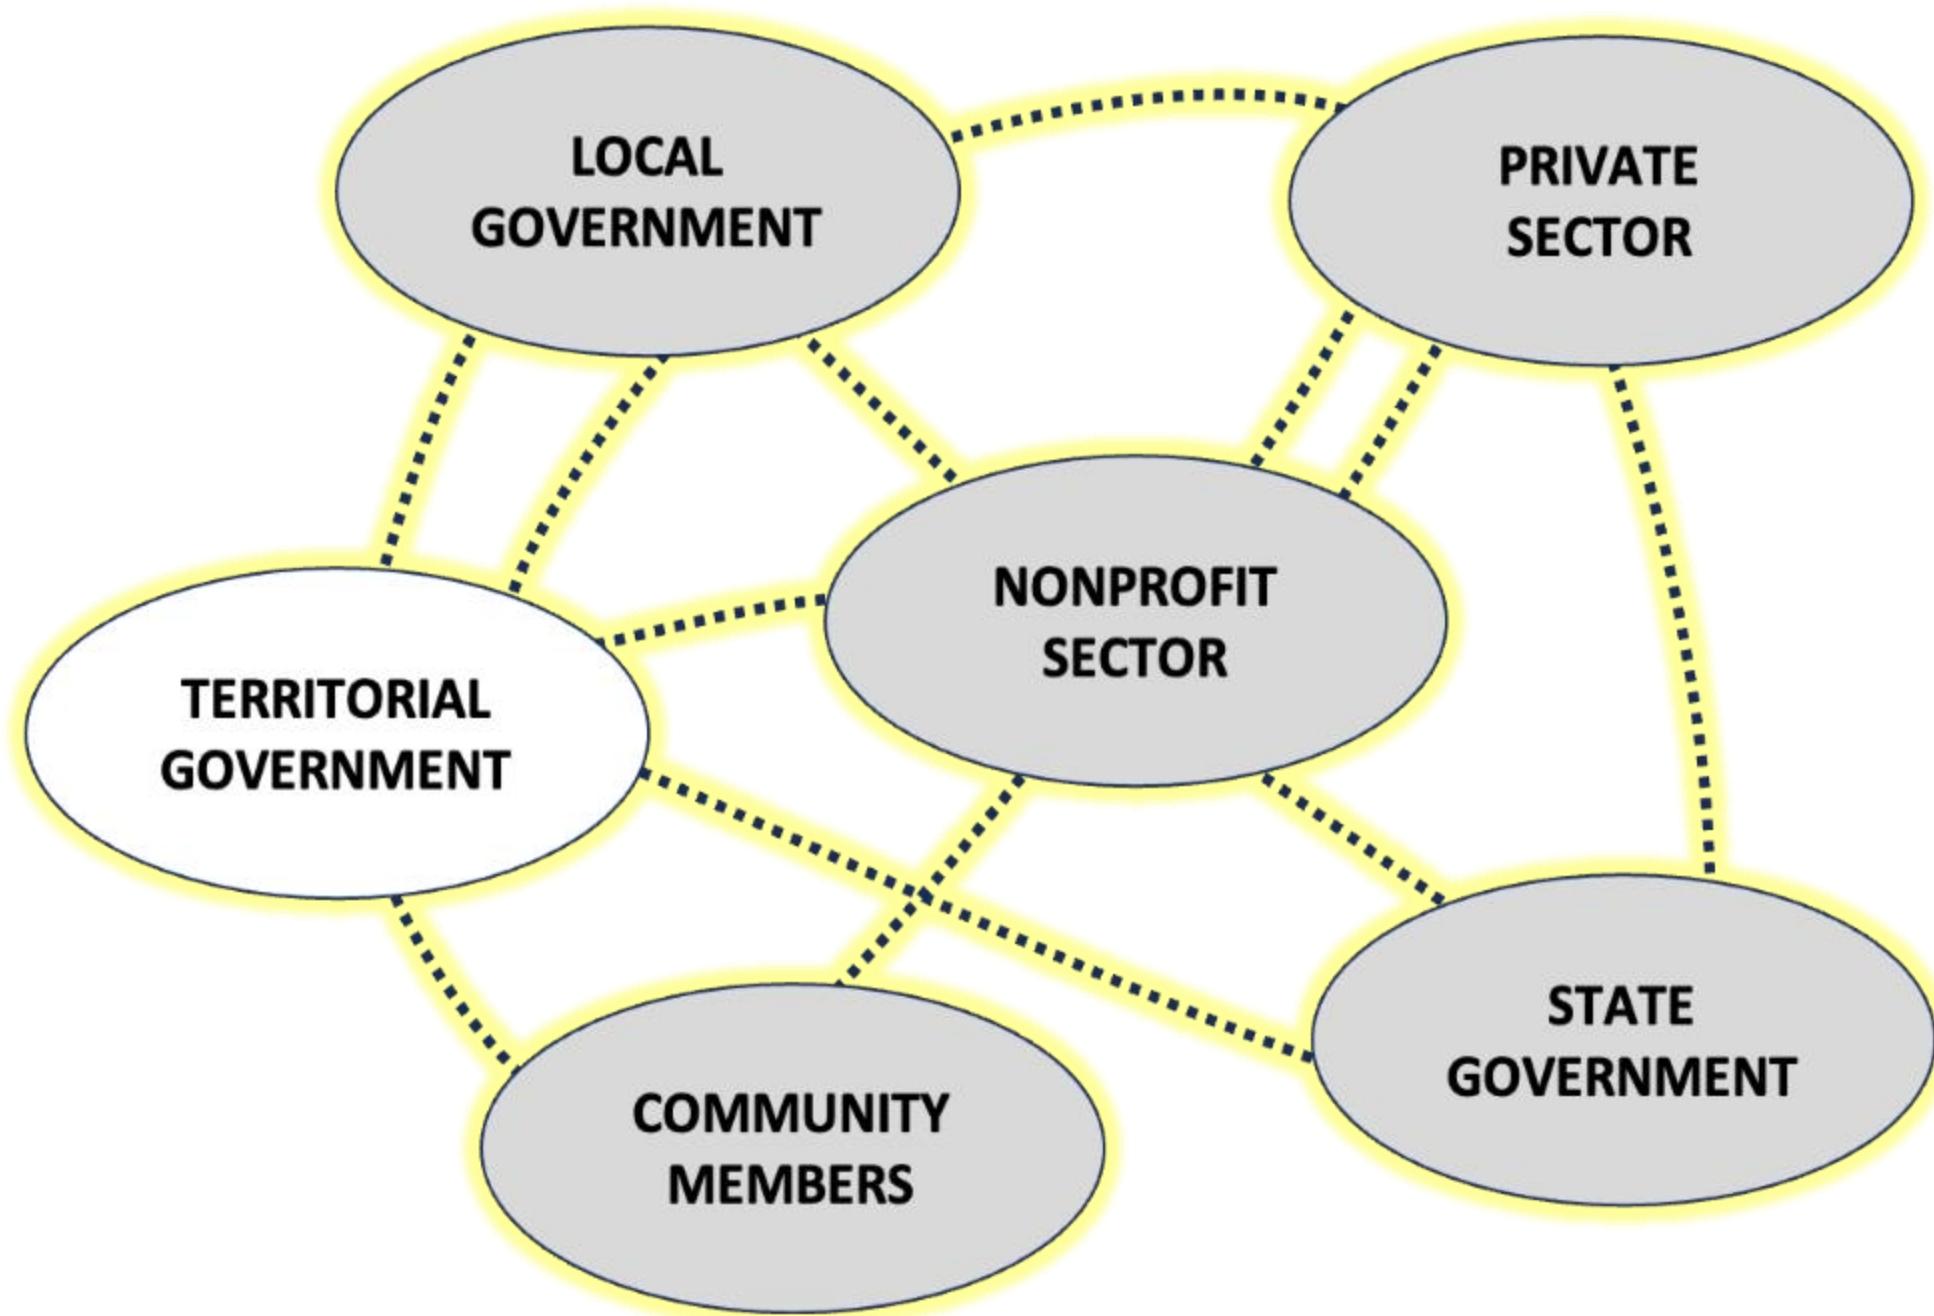 LOCAL
GOVERNMENT
PRIVATE
SECTOR
NONPROFIT
SECTOR
TERRITORIAL
GOVERNMENT
STATE
GOVERNMENT
COMMUNITY
MEMBERS